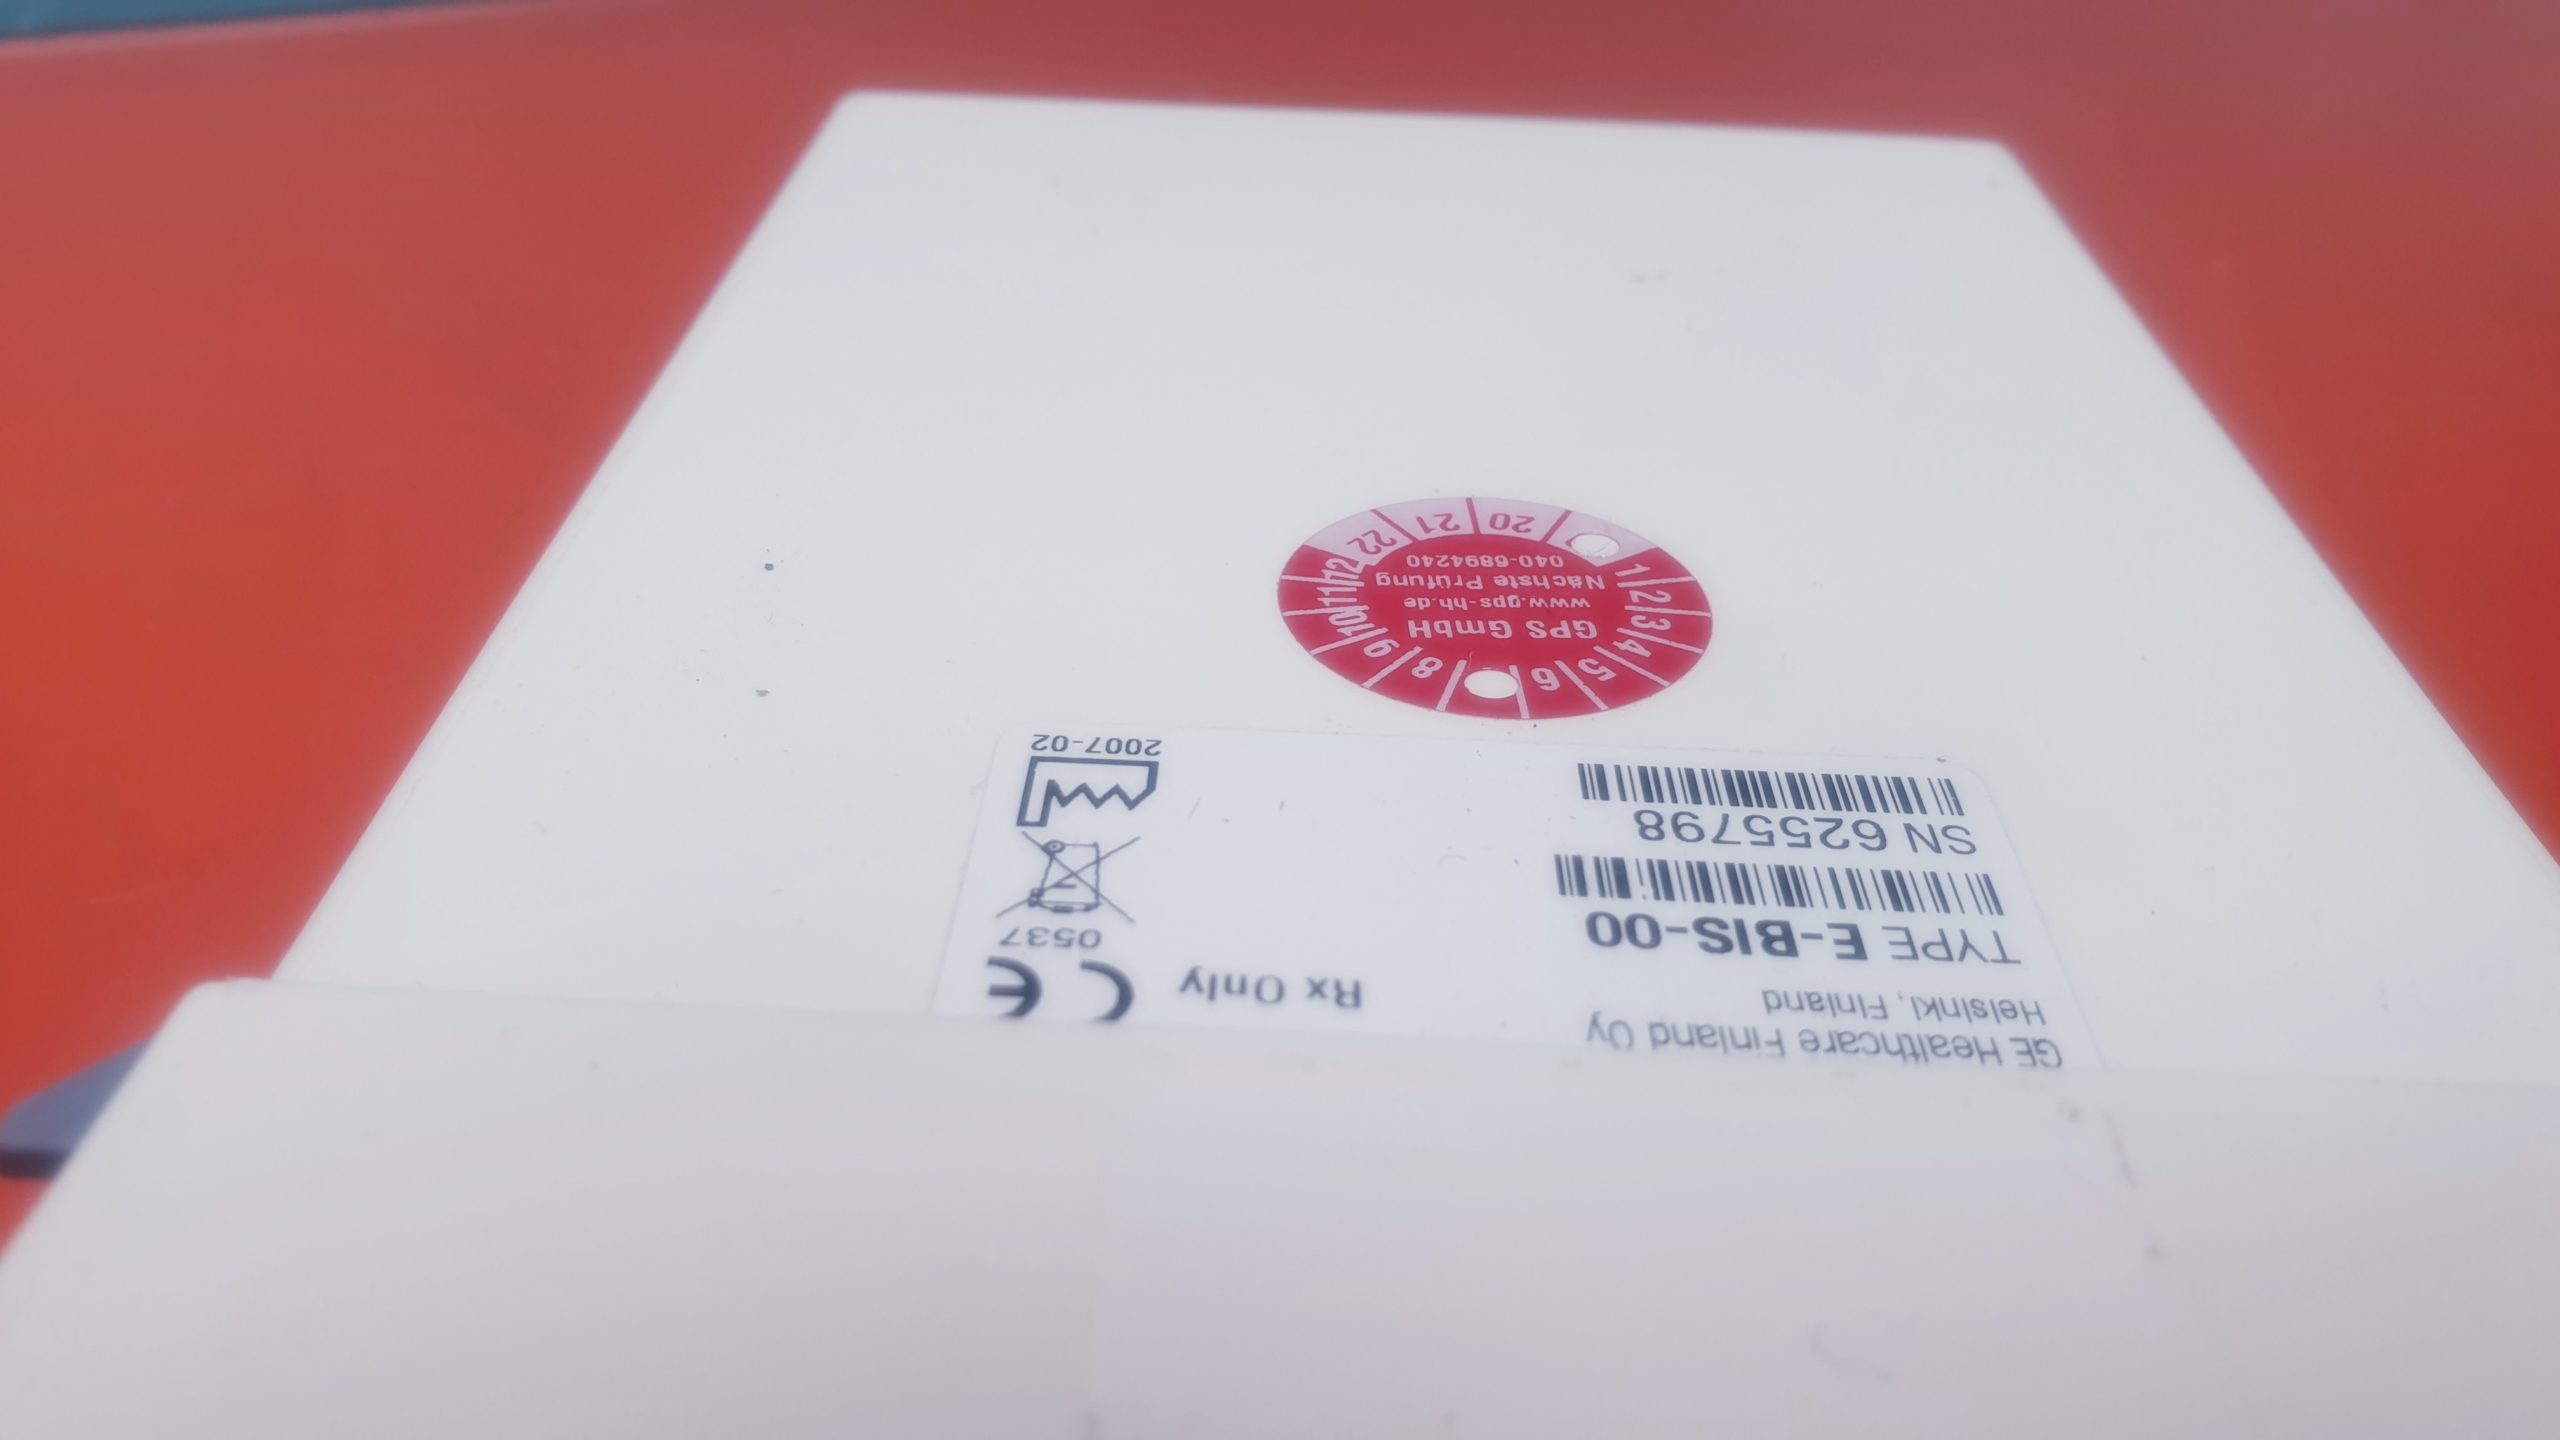 GE Healthcare Finland Oy
Helsinki, Finland
TYPE E-BIS-00
SN 6255798
Rx Only
CE
0537
2007-02
1 2 3 4 5 6 8 9 10 11 12
GPS GmbH
www.gps-hh.de
Nächste Prüfung
040-6894240
20 21 22